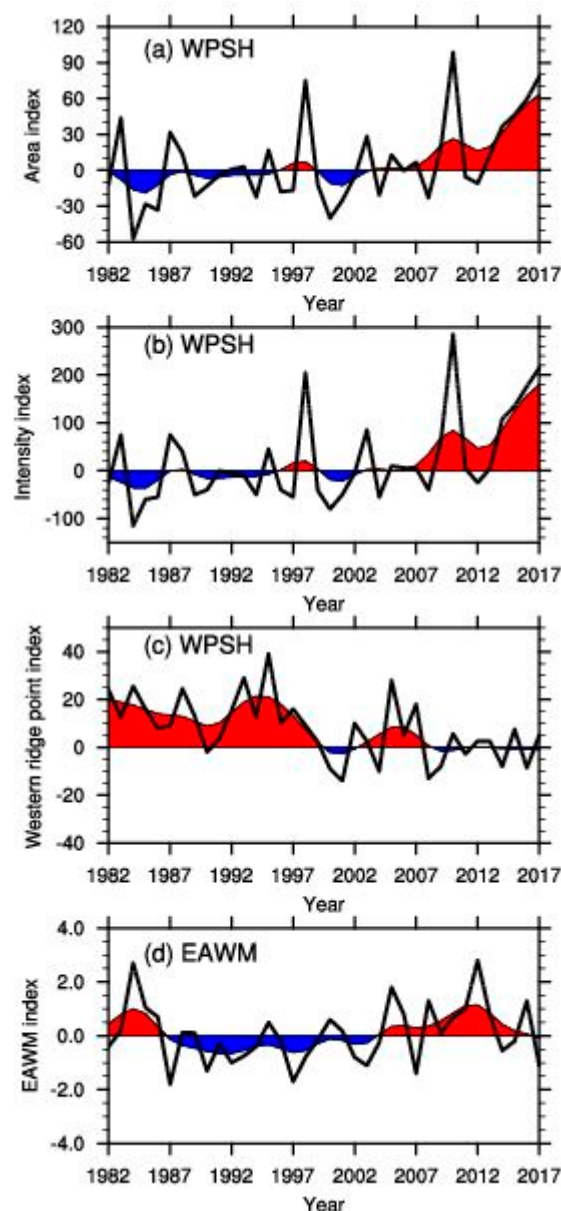 (a) WPSH
120
90
60
30
0
-30
-60
Area index
1982 1987 1992 1997 2002 2007 2012 2017
Year
(b) WPSH
300
200
100
0
-100
Intensity index
1982 1987 1992 1997 2002 2007 2012 2017
Year
(c) WPSH
40
20
0
-20
-40
Western ridge point index
1982 1987 1992 1997 2002 2007 2012 2017
Year
(d) EAWM
4.0
2.0
0.0
-2.0
-4.0
EAWM index
1982 1987 1992 1997 2002 2007 2012 2017
Year